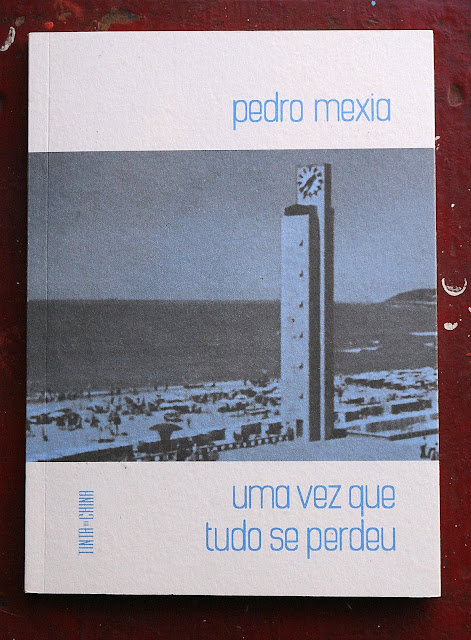 pedro mexia
uma vez que
tudo se perdeu
TINTA DA CHINA